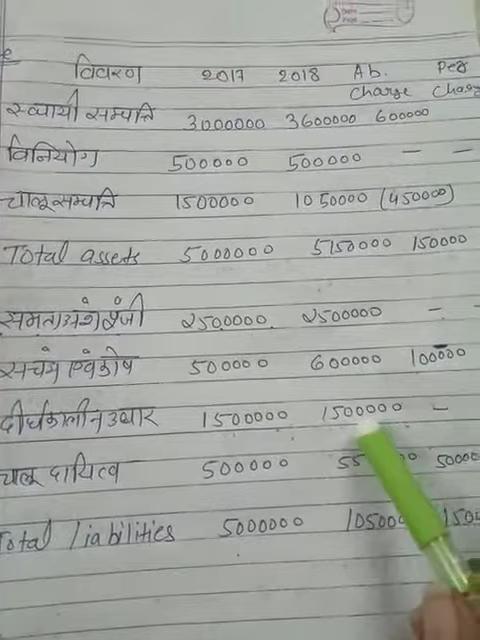 विवरण 2017 2018 Ab. charge Per charg
स्थायी सम्पत्ति 3000000 3600000 600000
विनियोग 500000 500000 — —
चालू सम्पत्ति 1500000 1050000 (450000)
Total assets 5000000 5150000 150000
समता अंश पूंजी 2500000 2500000 - -
संचय एवं कोष 500000 600000 100000
दीर्घकालीन उधार 1500000 1500000 -
चालू दायित्व 500000 50000
Total liabilities 5000000